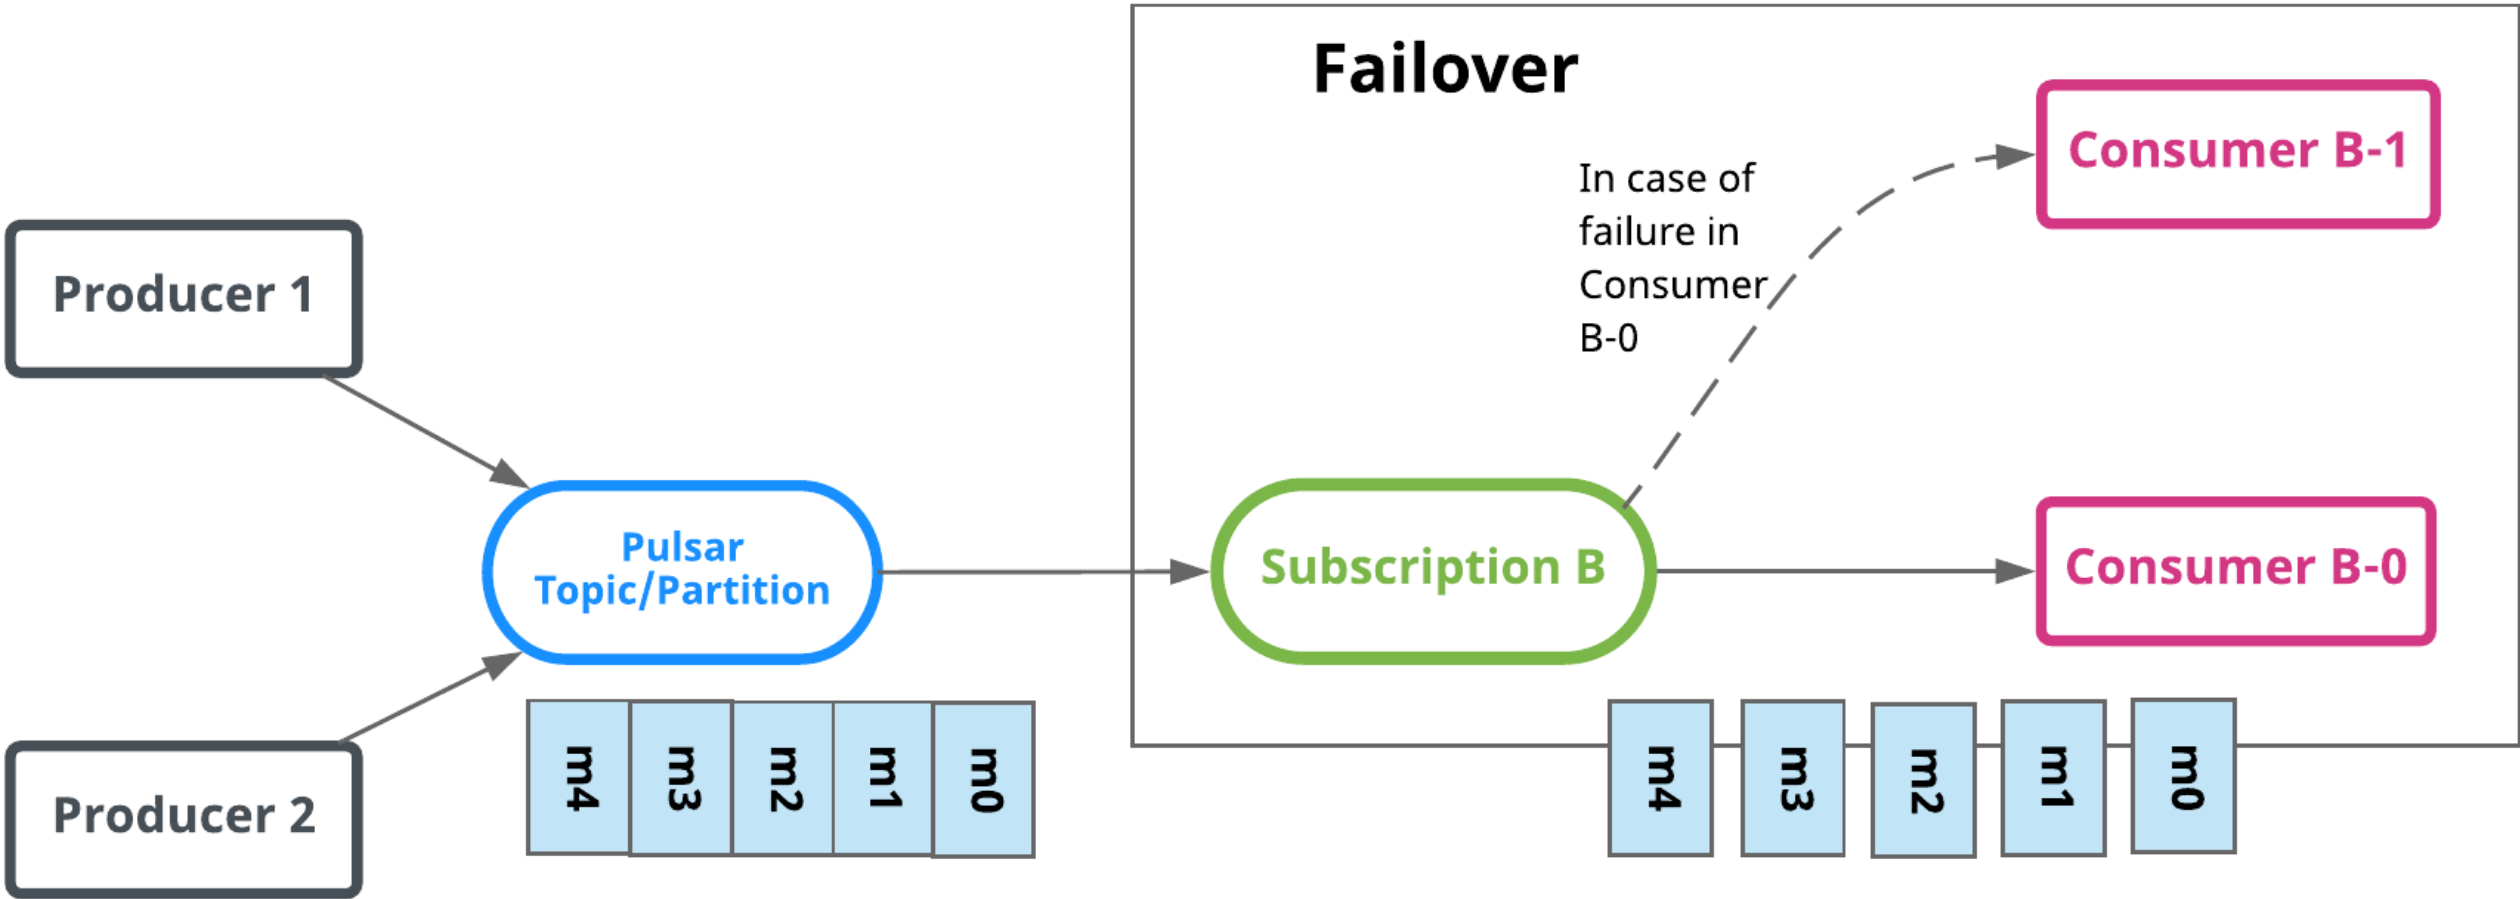 Failover
Consumer B-1
In case of
failure in
Consumer
B-0
Producer 1
Pulsar
Topic/Partition
Subscription B
Consumer B-0
Producer 2
m4
m3
m2
m1
m0
m4
m3
m2
m1
m0